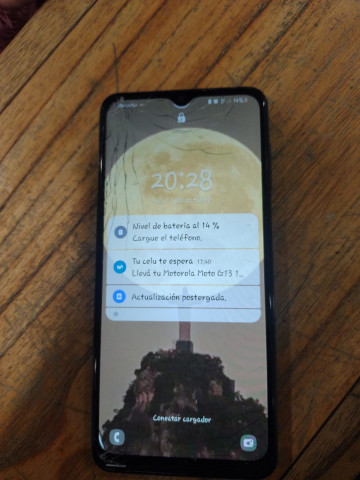 20:28
Nivel de batería al 14 %
Cargue el teléfono.
Tu celu te espera 17:40
Llevá tu Motorola Moto G13 1...
Actualización postergada.
Conectar cargador